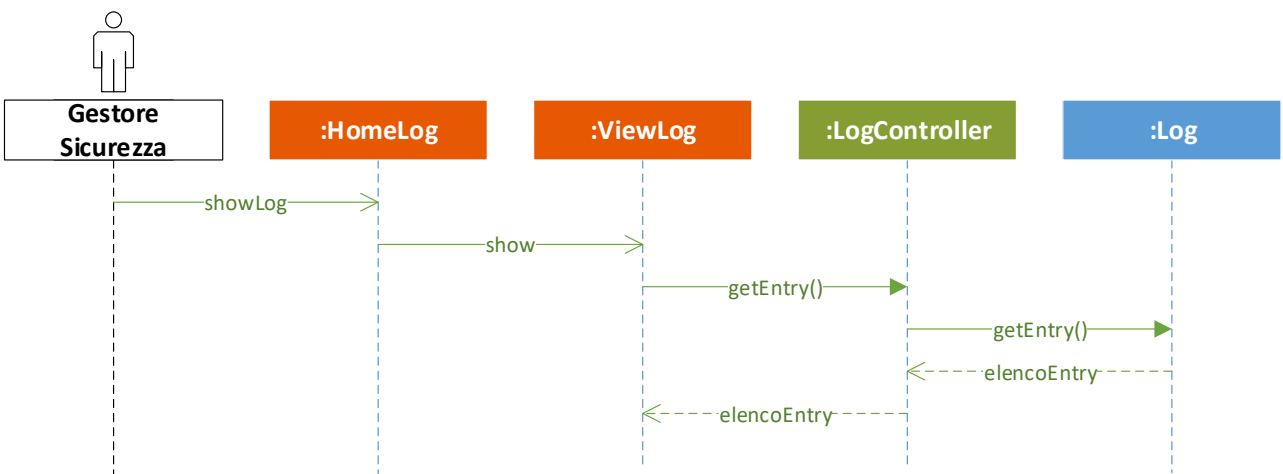 Gestore
Sicurezza
:HomeLog
:ViewLog
:LogController
:Log
showLog
show
getEntry()
getEntry()
elencoEntry
elencoEntry